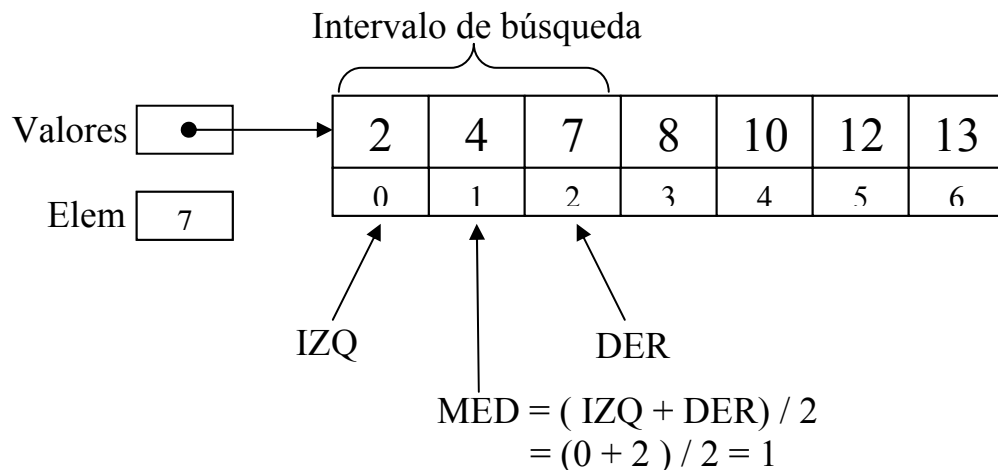 Intervalo de búsqueda
Valores 2 4 7 8 10 12 13
0 1 2 3 4 5 6
Elem 7
IZQ DER
MED = ( IZQ + DER) / 2
= (0 + 2 ) / 2 = 1